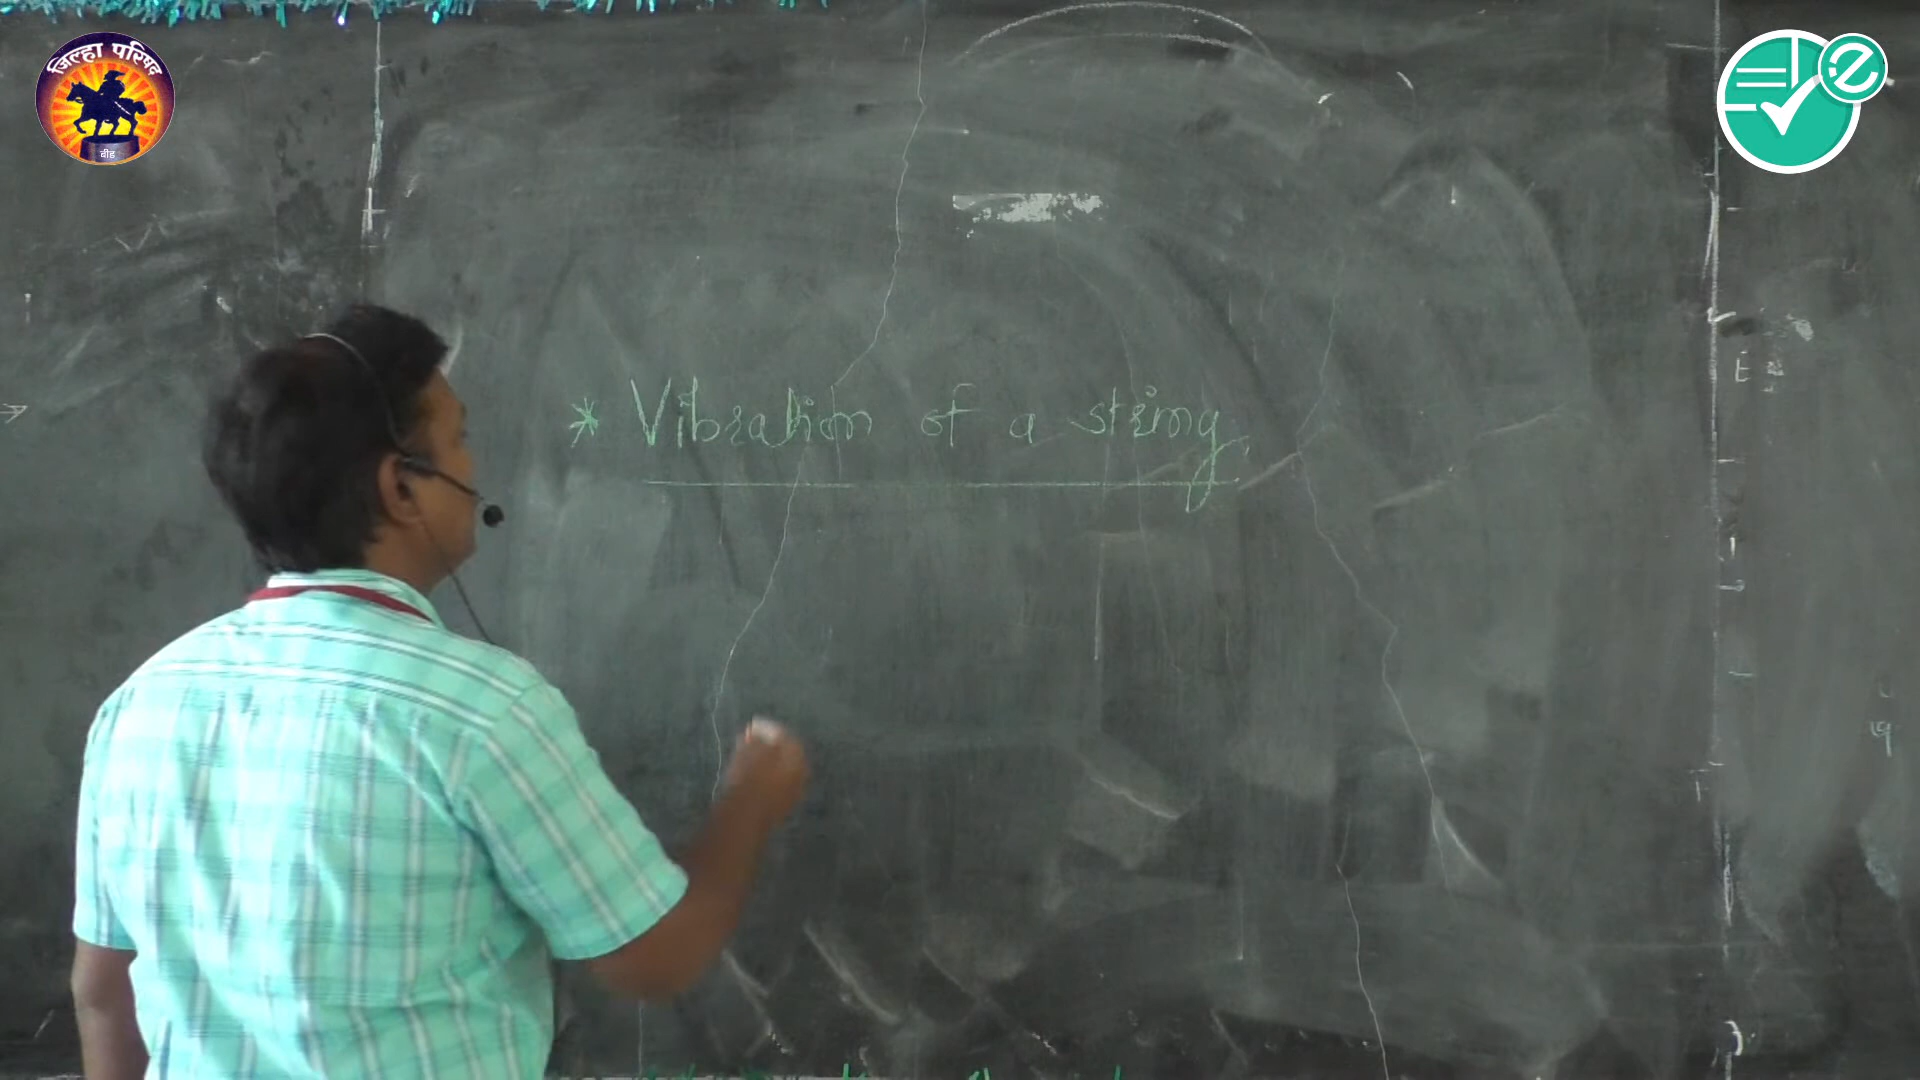 जिल्हा परिषद
बीड
* Vibration of a string